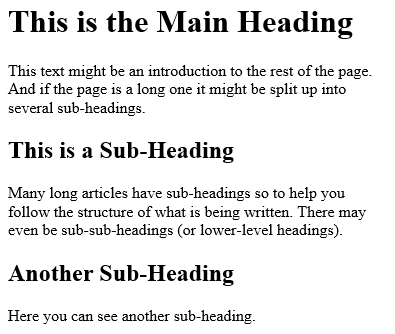 This is the Main Heading
This text might be an introduction to the rest of the page.
And if the page is a long one it might be split up into
several sub-headings.
This is a Sub-Heading
Many long articles have sub-headings so to help you
follow the structure of what is being written. There may
even be sub-sub-headings (or lower-level headings).
Another Sub-Heading
Here you can see another sub-heading.